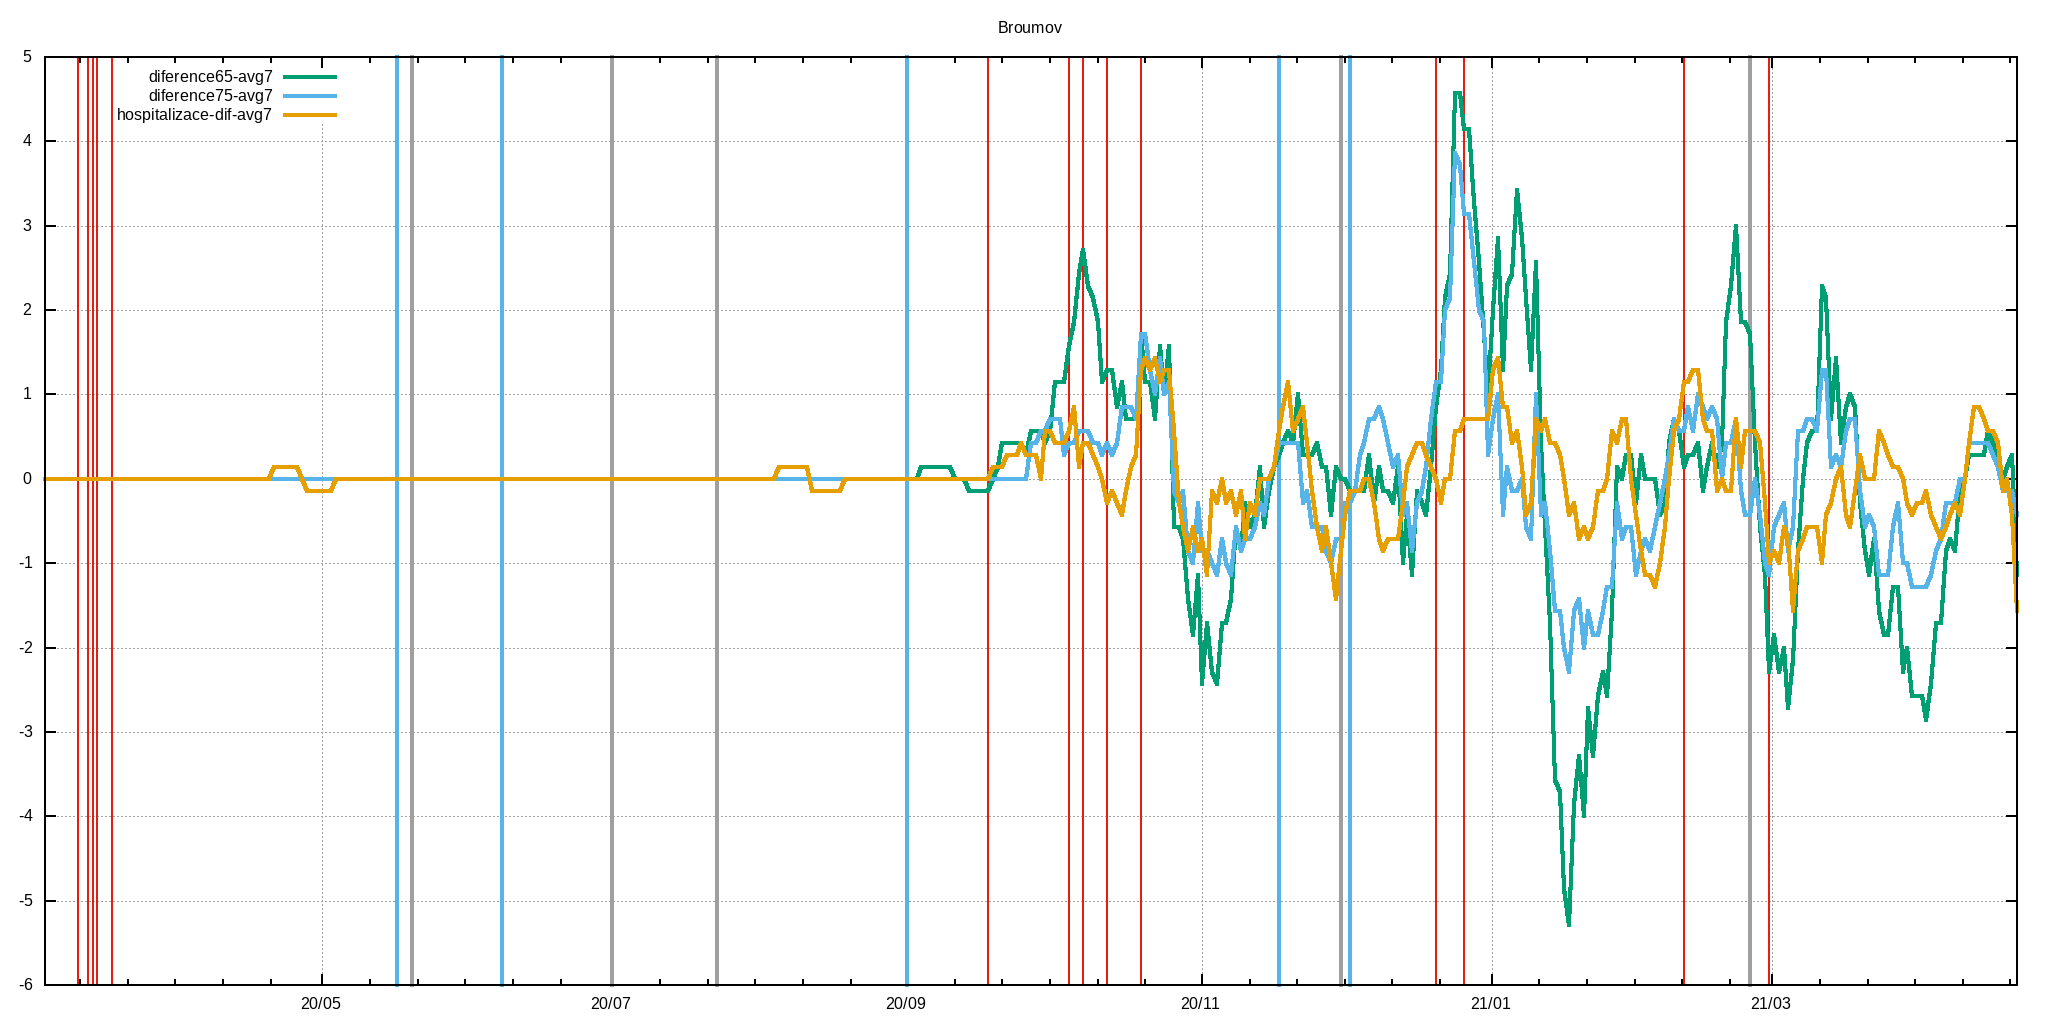 Broumov
diference65-avg7
diference75-avg7
hospitalizace-dif-avg7
5
4
3
2
1
0
-1
-2
-3
-4
-5
-6
20/05 20/07 20/09 20/11 21/01 21/03